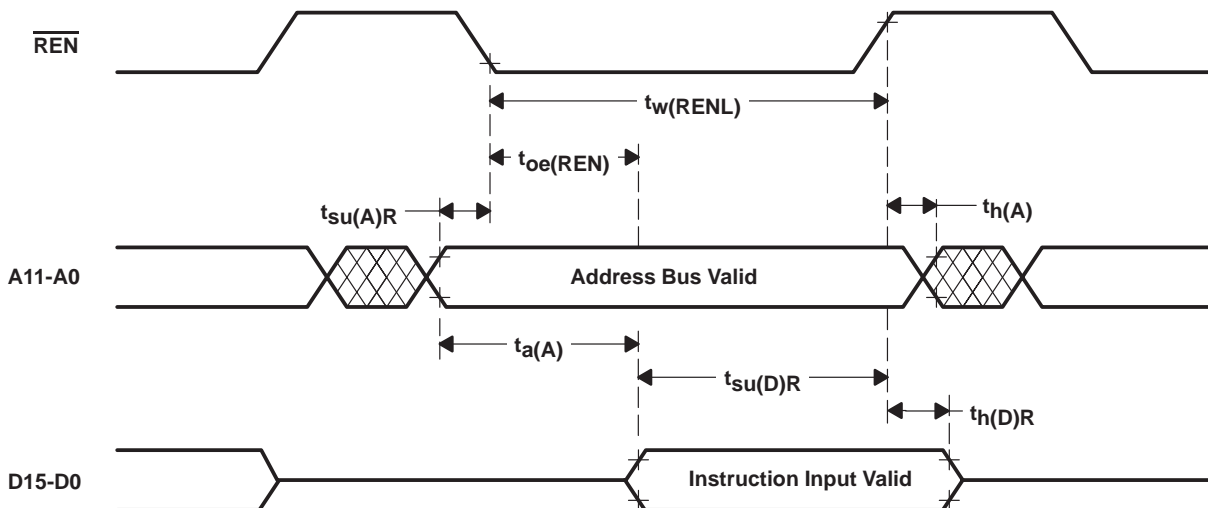 REN
tw(RENL)
toe(REN)
tsu(A)R
th(A)
A11-A0
Address Bus Valid
ta(A)
tsu(D)R
th(D)R
D15-D0
Instruction Input Valid